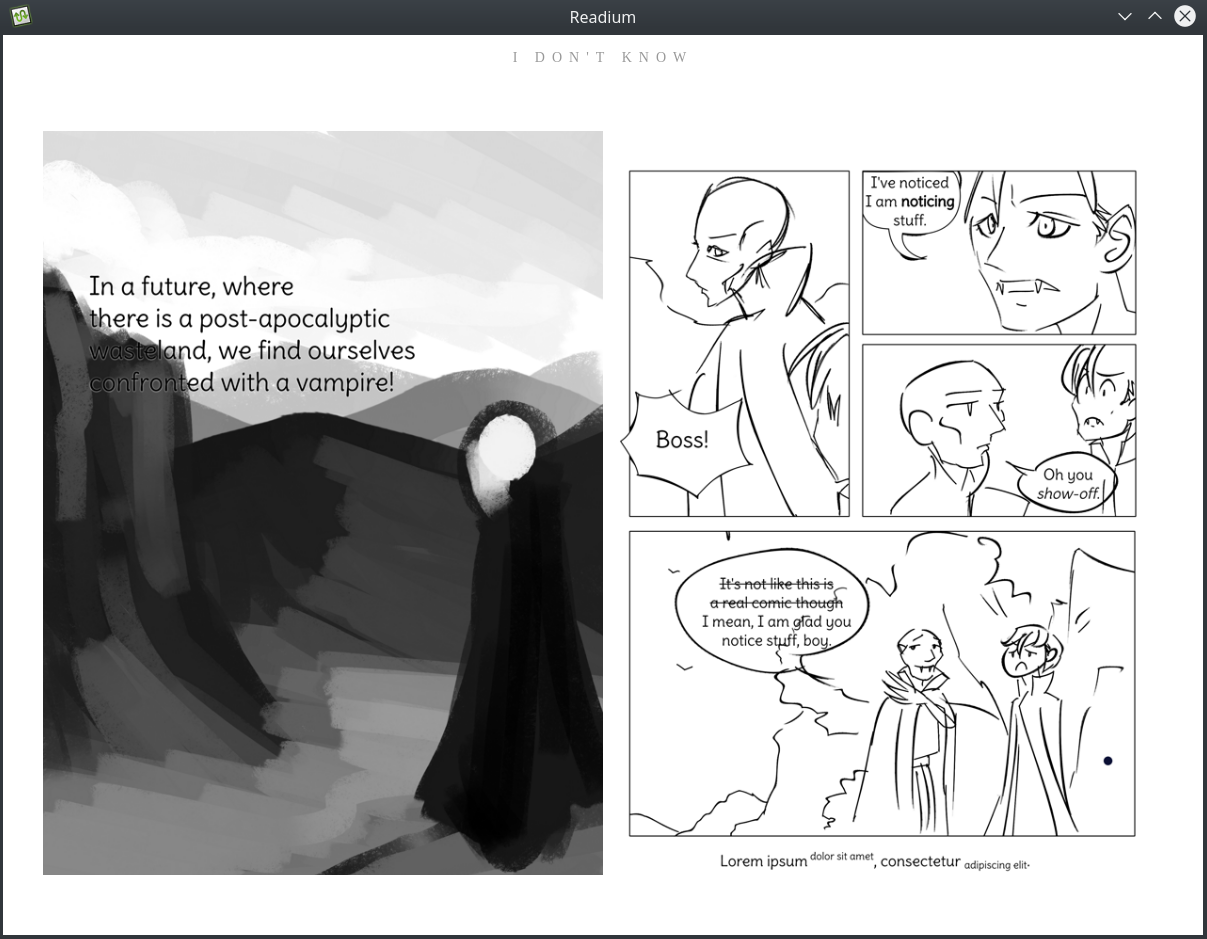 Readium
I DON'T KNOW
In a future, where
there is a post-apocalyptic
wasteland, we find ourselves
confronted with a vampire!
Boss!
I've noticed
I am noticing
stuff.
Oh you
show-off.
It's not like this is
a real comic though
I mean, I am glad you
notice stuff, boy.
Lorem ipsum dolor sit amet, consectetur adipiscing elit.